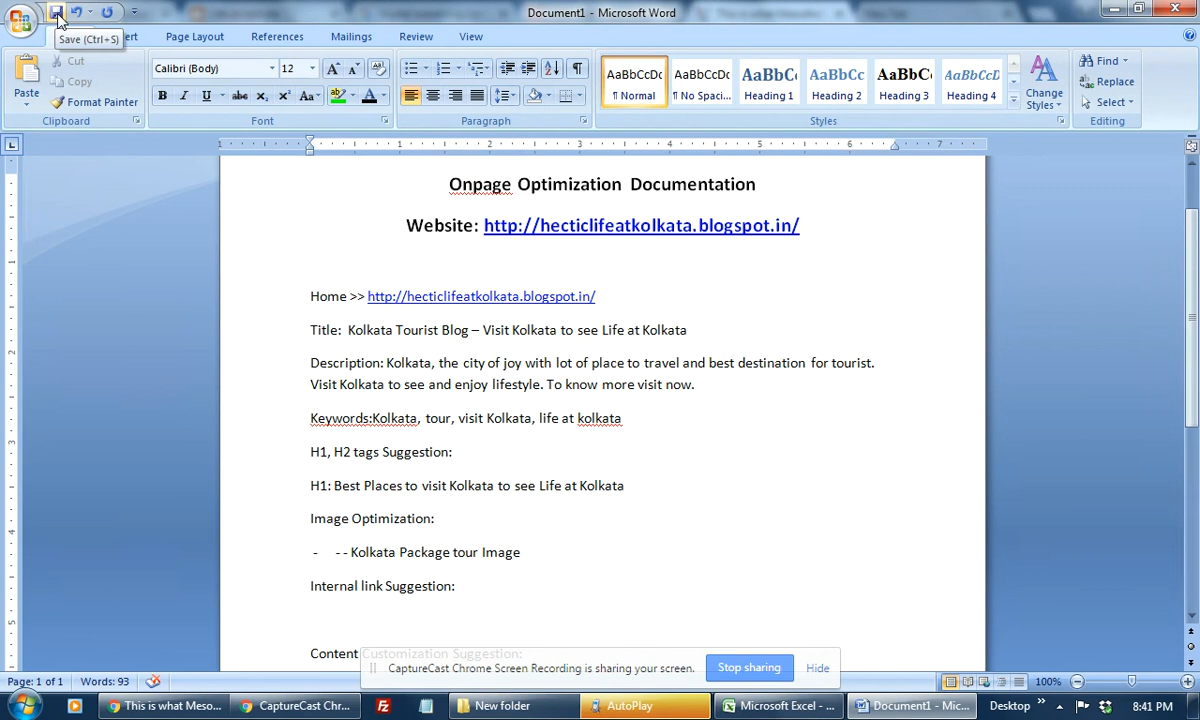 Document1 - Microsoft Word
Save (Ctrl+S)
Page Layout
References
Mailings
Review
View
Paste
Cut
Copy
Format Painter
Clipboard
Calibri (Body)
12
Font
Paragraph
AaBbCcDc
¶ Normal
AaBbCcDc
¶ No Spaci...
AaBbCc
Heading 1
AaBbCc
Heading 2
AaBbCc
Heading 3
AaBbCcD
Heading 4
Change
Styles
Styles
Find
Replace
Select
Editing
Onpage Optimization Documentation
Website: http://hecticlifeatkolkata.blogspot.in/
Home >> http://hecticlifeatkolkata.blogspot.in/
Title: Kolkata Tourist Blog – Visit Kolkata to see Life at Kolkata
Description: Kolkata, the city of joy with lot of place to travel and best destination for tourist.
Visit Kolkata to see and enjoy lifestyle. To know more visit now.
Keywords:Kolkata, tour, visit Kolkata, life at kolkata
H1, H2 tags Suggestion:
H1: Best Places to visit Kolkata to see Life at Kolkata
Image Optimization:
- - - Kolkata Package tour Image
Internal link Suggestion:
Content Customization Suggestion:
CaptureCast Chrome Screen Recording is sharing your screen.
Stop sharing
Hide
Page: 1 of 1
Words: 93
100%
This is what Meso...
CaptureCast Chr...
New folder
AutoPlay
Microsoft Excel - ...
Document1 - Mic...
Desktop
8:41 PM